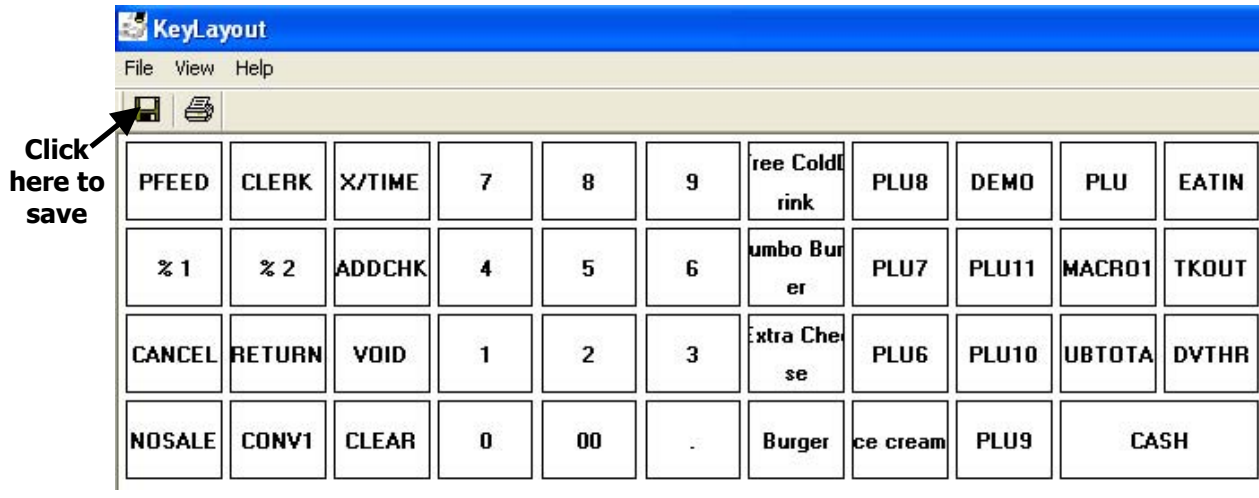 KeyLayout
File View Help
Click
here to
save
PFEED CLERK X/TIME 7 8 9 ree ColdD PLU8 DEMO PLU EATIN
rink
% 1 % 2 ADDCHK 4 5 6 umbo Bur PLU7 PLU11 MACRO1 TKOUT
er
CANCEL RETURN VOID 1 2 3 Extra Chee PLU6 PLU10 UBTOTA DVTHR
se
NOSALE CONV1 CLEAR 0 00 . Burger ce cream PLU9 CASH